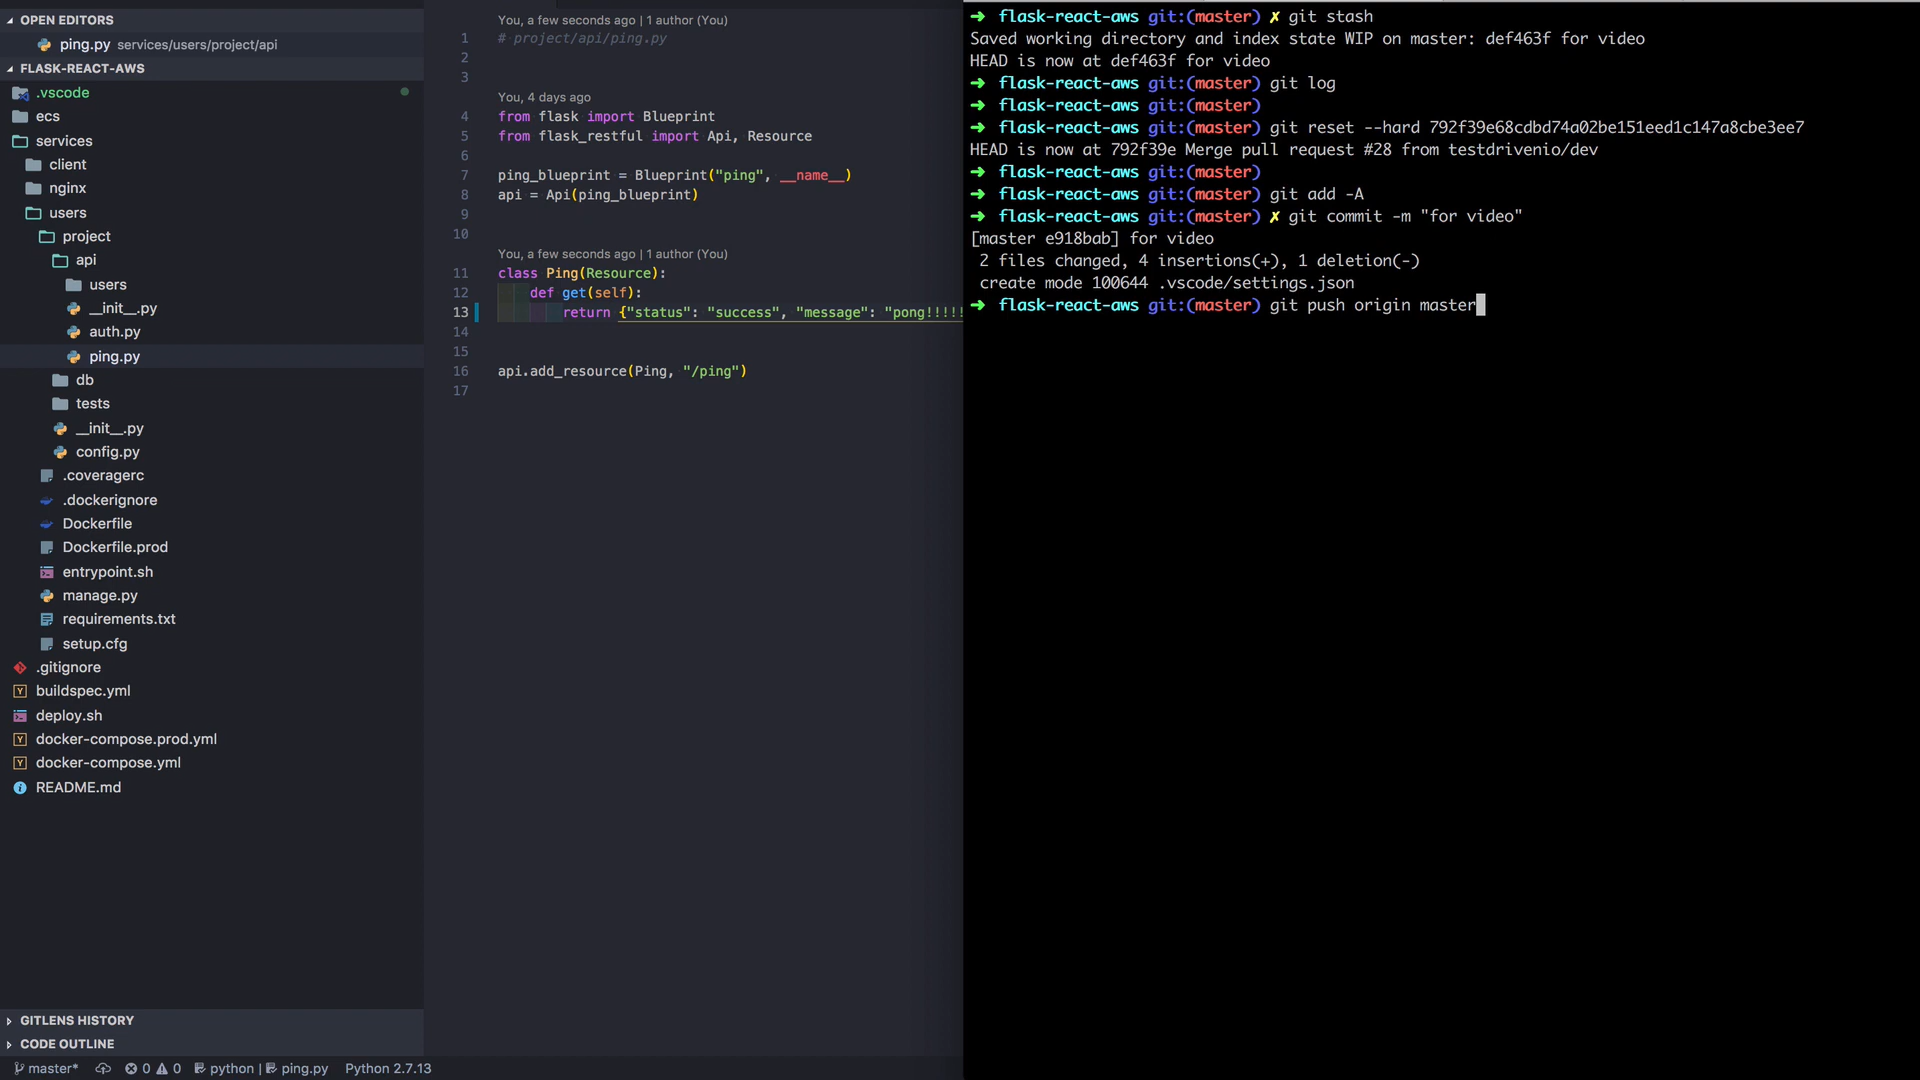 OPEN EDITORS
ping.py services/users/project/api
FLASK-REACT-AWS
.vscode
ecs
services
client
nginx
users
project
api
users
__init__.py
auth.py
ping.py
db
tests
__init__.py
config.py
.coveragerc
.dockerignore
Dockerfile
Dockerfile.prod
entrypoint.sh
manage.py
requirements.txt
setup.cfg
.gitignore
buildspec.yml
deploy.sh
docker-compose.prod.yml
docker-compose.yml
README.md
GITLENS HISTORY
CODE OUTLINE
master* 0 0 python | ping.py Python 2.7.13
You, a few seconds ago | 1 author (You)
1 # project/api/ping.py
2
3
You, 4 days ago
4 from flask import Blueprint
5 from flask_restful import Api, Resource
6
7 ping_blueprint = Blueprint("ping", __name__)
8 api = Api(ping_blueprint)
9
10
You, a few seconds ago | 1 author (You)
11 class Ping(Resource):
12 def get(self):
13 return {"status": "success", "message": "pong!!!!!
14
15
16 api.add_resource(Ping, "/ping")
17
➜ flask-react-aws git:(master) ✗ git stash
Saved working directory and index state WIP on master: def463f for video
HEAD is now at def463f for video
➜ flask-react-aws git:(master) git log
➜ flask-react-aws git:(master)
➜ flask-react-aws git:(master) git reset --hard 792f39e68cdbd74a02be151eed1c147a8cbe3ee7
HEAD is now at 792f39e Merge pull request #28 from testdrivenio/dev
➜ flask-react-aws git:(master)
➜ flask-react-aws git:(master) git add -A
➜ flask-react-aws git:(master) ✗ git commit -m "for video"
[master e918bab] for video
2 files changed, 4 insertions(+), 1 deletion(-)
create mode 100644 .vscode/settings.json
➜ flask-react-aws git:(master) git push origin master